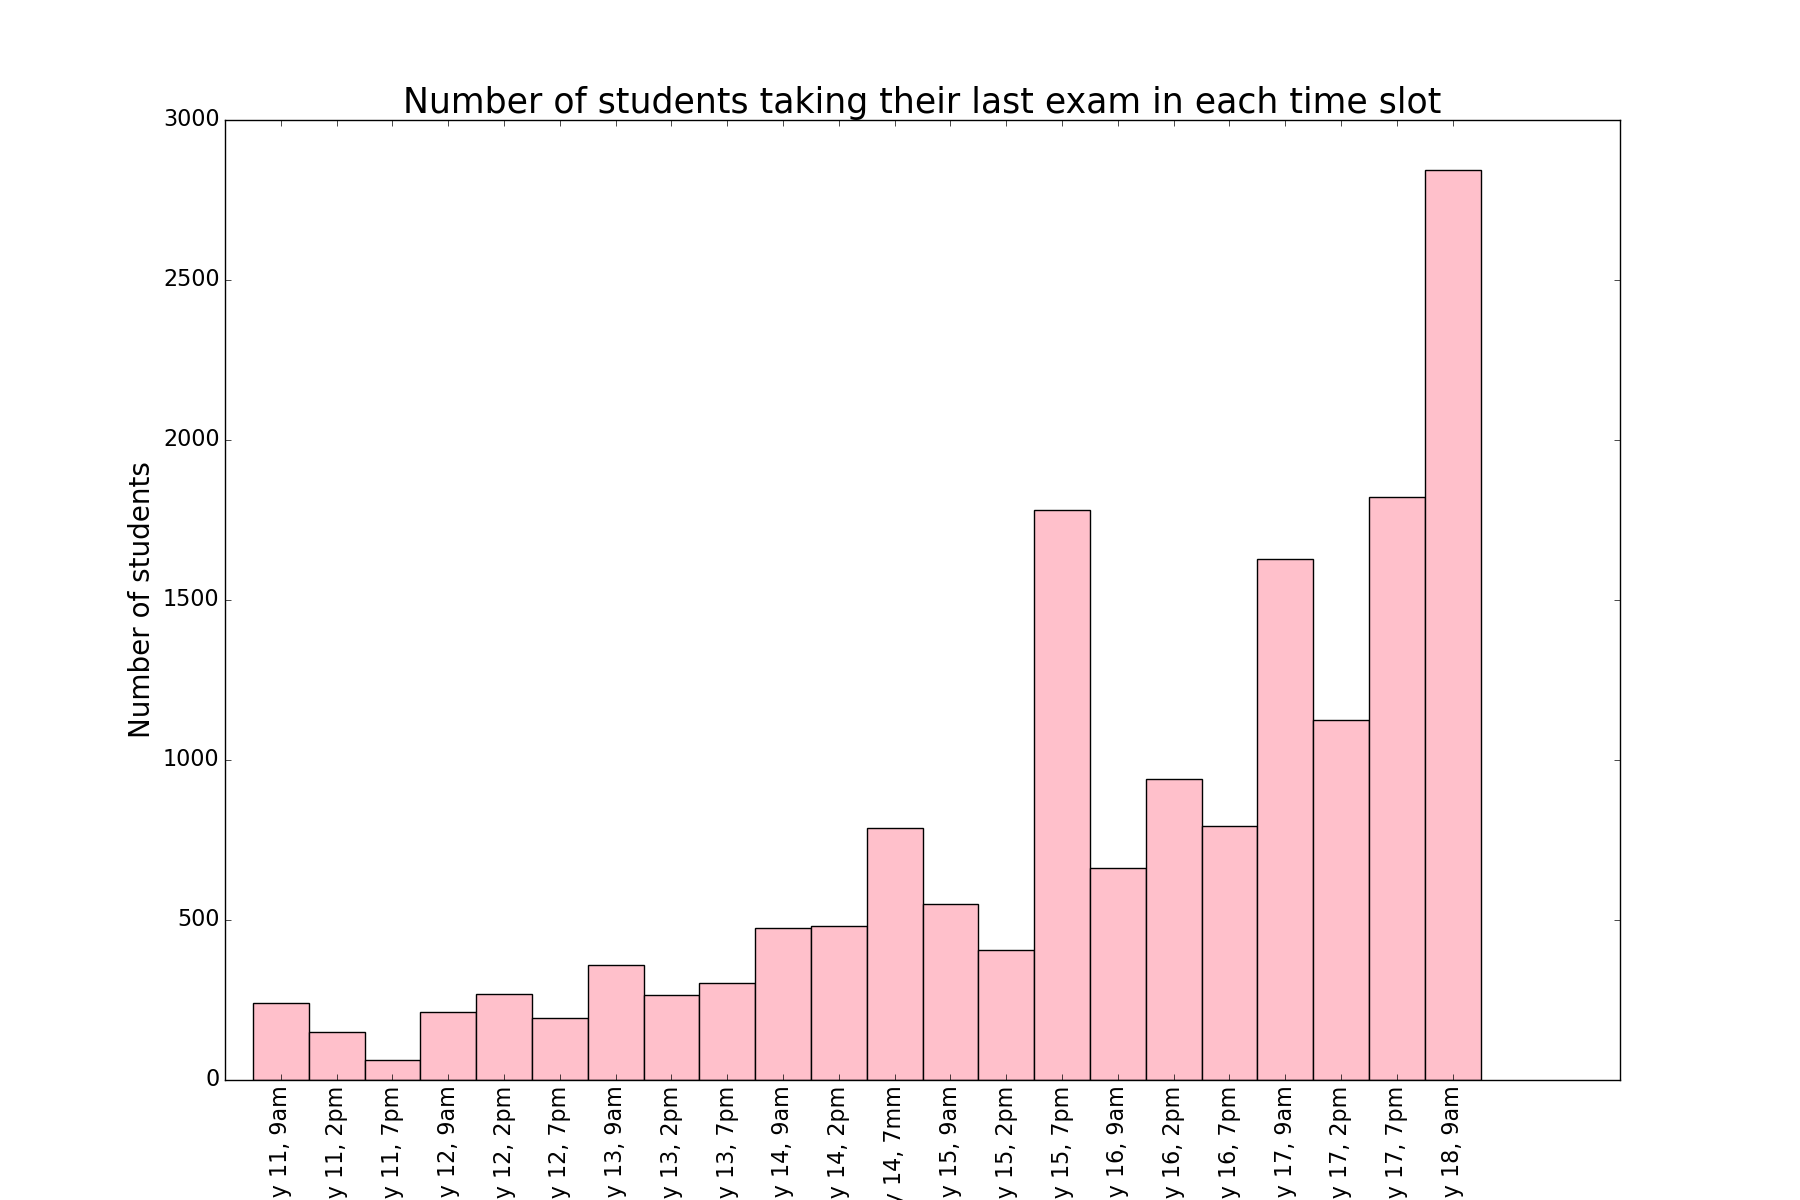 Number of students taking their last exam in each time slot
3000
2500
2000
1500
1000
500
0
Number of students
y 11, 9am
y 11, 2pm
y 11, 7pm
y 12, 9am
y 12, 2pm
y 12, 7pm
y 13, 9am
y 13, 2pm
y 13, 7pm
y 14, 9am
y 14, 2pm
y 14, 7mm
y 15, 9am
y 15, 2pm
y 15, 7pm
y 16, 9am
y 16, 2pm
y 16, 7pm
y 17, 9am
y 17, 2pm
y 17, 7pm
y 18, 9am